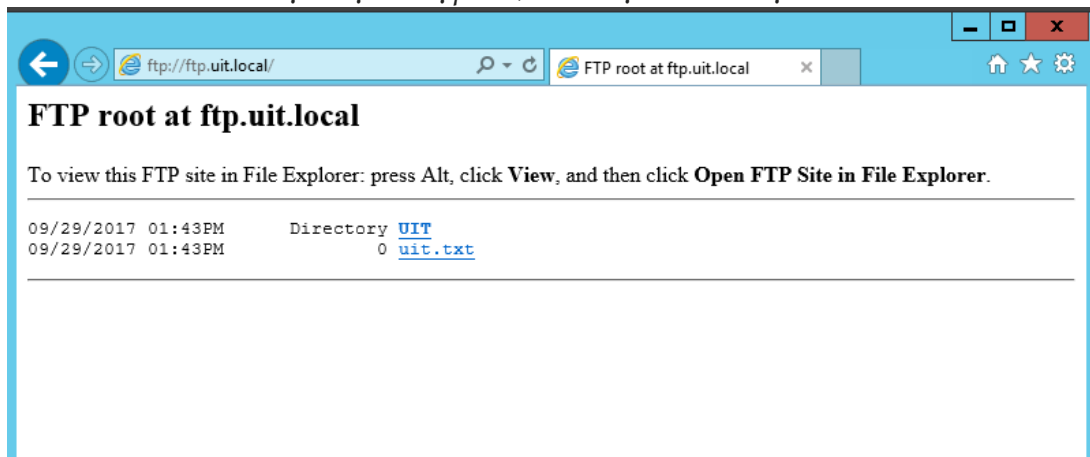 ftp://ftp.uit.local/
FTP root at ftp.uit.local
FTP root at ftp.uit.local
To view this FTP site in File Explorer: press Alt, click View, and then click Open FTP Site in File Explorer.
09/29/2017 01:43PM Directory UIT
09/29/2017 01:43PM 0 uit.txt